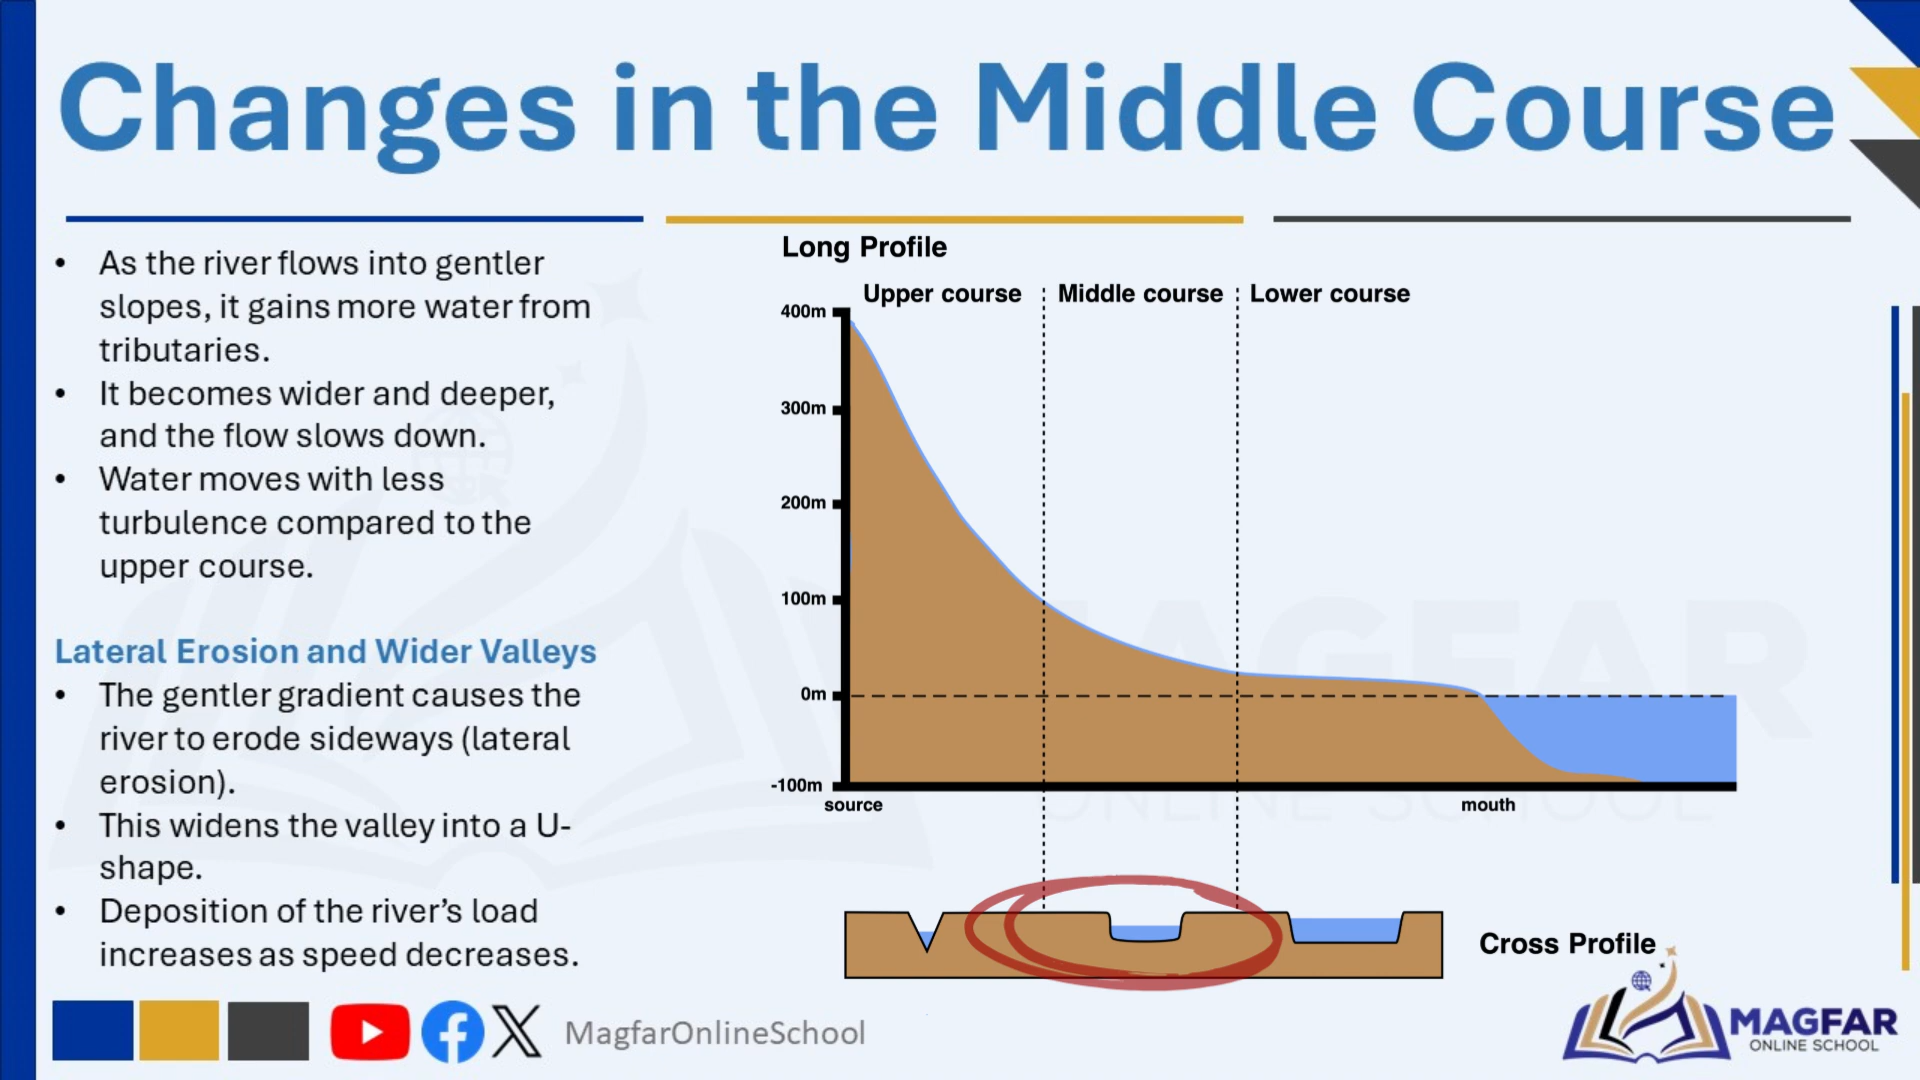 Changes in the Middle Course
• As the river flows into gentler
slopes, it gains more water from
tributaries.
• It becomes wider and deeper,
and the flow slows down.
• Water moves with less
turbulence compared to the
upper course.
Lateral Erosion and Wider Valleys
• The gentler gradient causes the
river to erode sideways (lateral
erosion).
• This widens the valley into a U-
shape.
• Deposition of the river’s load
increases as speed decreases.
Long Profile
Upper course
Middle course
Lower course
400m
300m
200m
100m
0m
-100m
source
mouth
Cross Profile
MAGFAR
ONLINE SCHOOL
MagfarOnlineSchool
MAGFAR
ONLINE SCHOOL